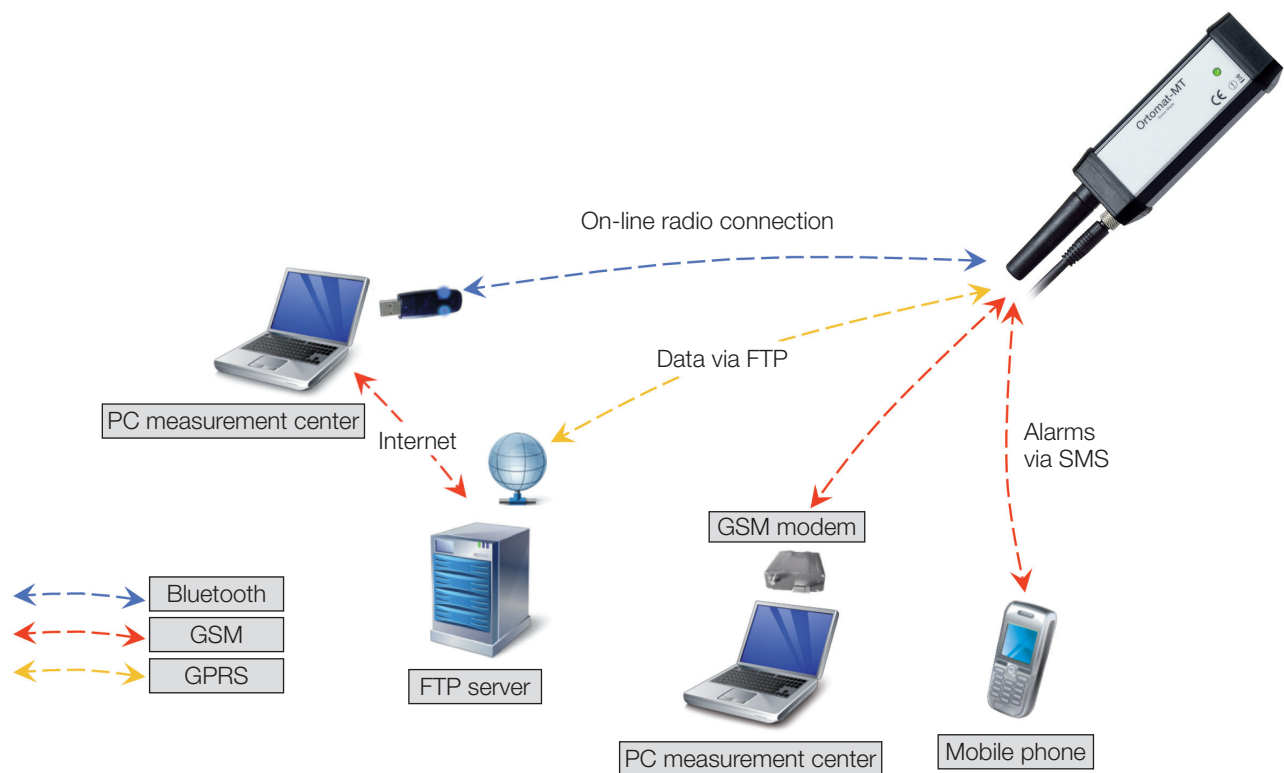 Ortomat-MT
CE
On-line radio connection
Data via FTP
PC measurement center
Internet
Alarms
via SMS
GSM modem
Bluetooth
GSM
GPRS
FTP server
PC measurement center
Mobile phone